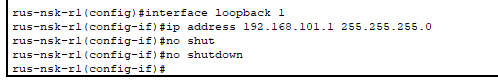 rus-nsk-r1(config)#interface loopback 1
rus-nsk-r1(config-if)#ip address 192.168.101.1 255.255.255.0
rus-nsk-r1(config-if)#no shut
rus-nsk-r1(config-if)#no shutdown
rus-nsk-r1(config-if)#